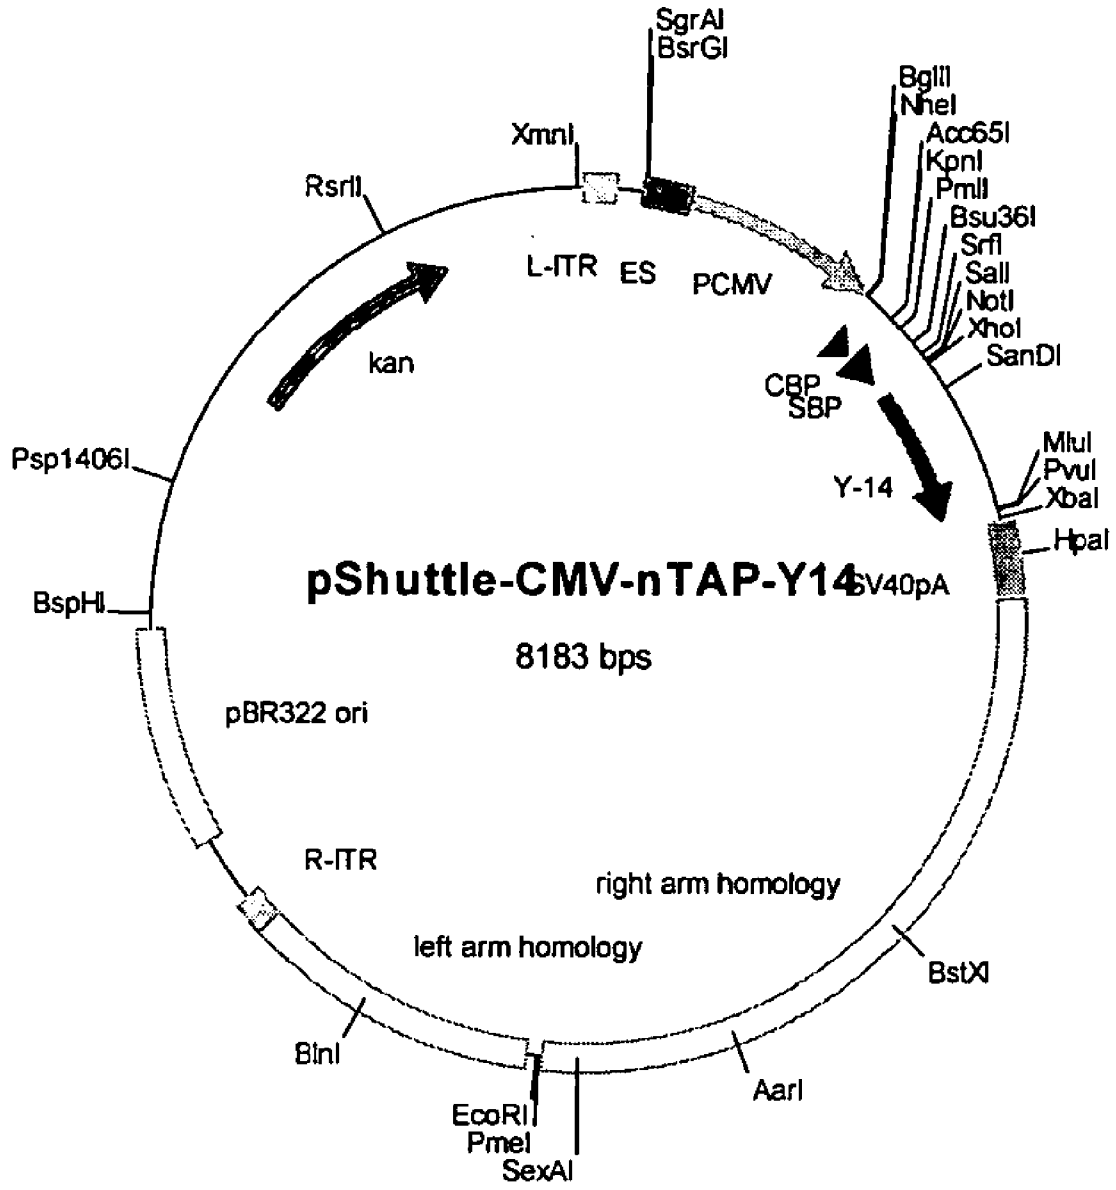 SgrAI
BsrGI
BglII
NheI
Acc65I
KpnI
PmlI
Bsu36I
SrfI
SalI
NotI
XhoI
SanDI
XmnI
RsrII
L-ITR
ES
PCMV
kan
CBP
SBP
Psp1406I
MluI
PvuI
XbaI
Y-14
HpaI
pShuttle-CMV-nTAP-Y14
SV40pA
BspHI
8183 bps
pBR322 ori
R-ITR
right arm homology
left arm homology
BstXI
BlnI
AarI
EcoRI
PmeI
SexAI